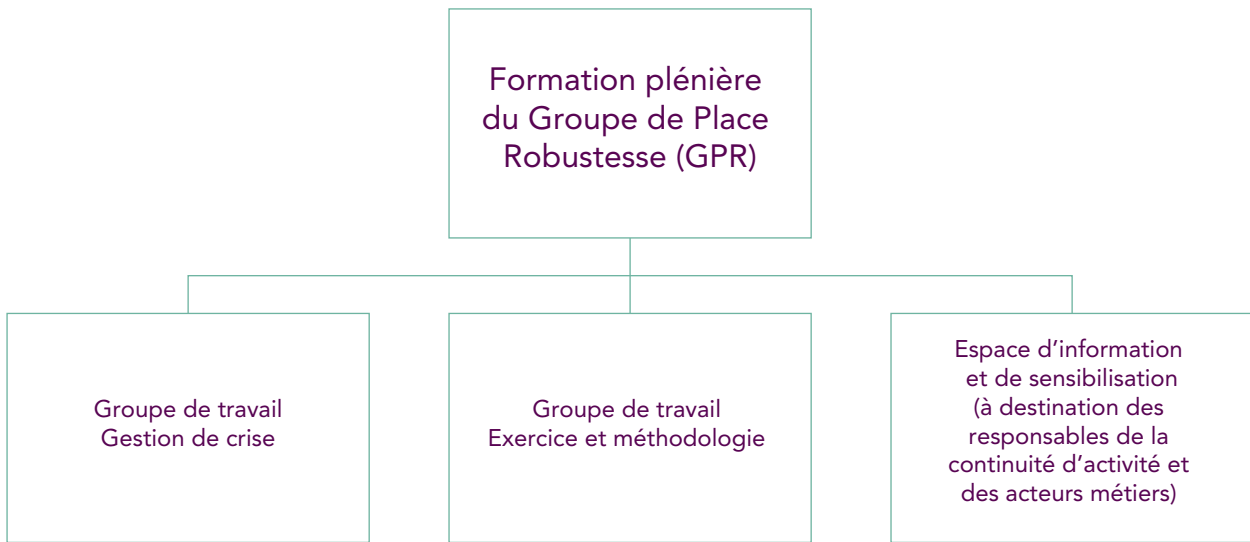 Formation plénière
du Groupe de Place
Robustesse (GPR)
Groupe de travail
Gestion de crise
Groupe de travail
Exercice et méthodologie
Espace d’information
et de sensibilisation
(à destination des
responsables de la
continuité d’activité et
des acteurs métiers)